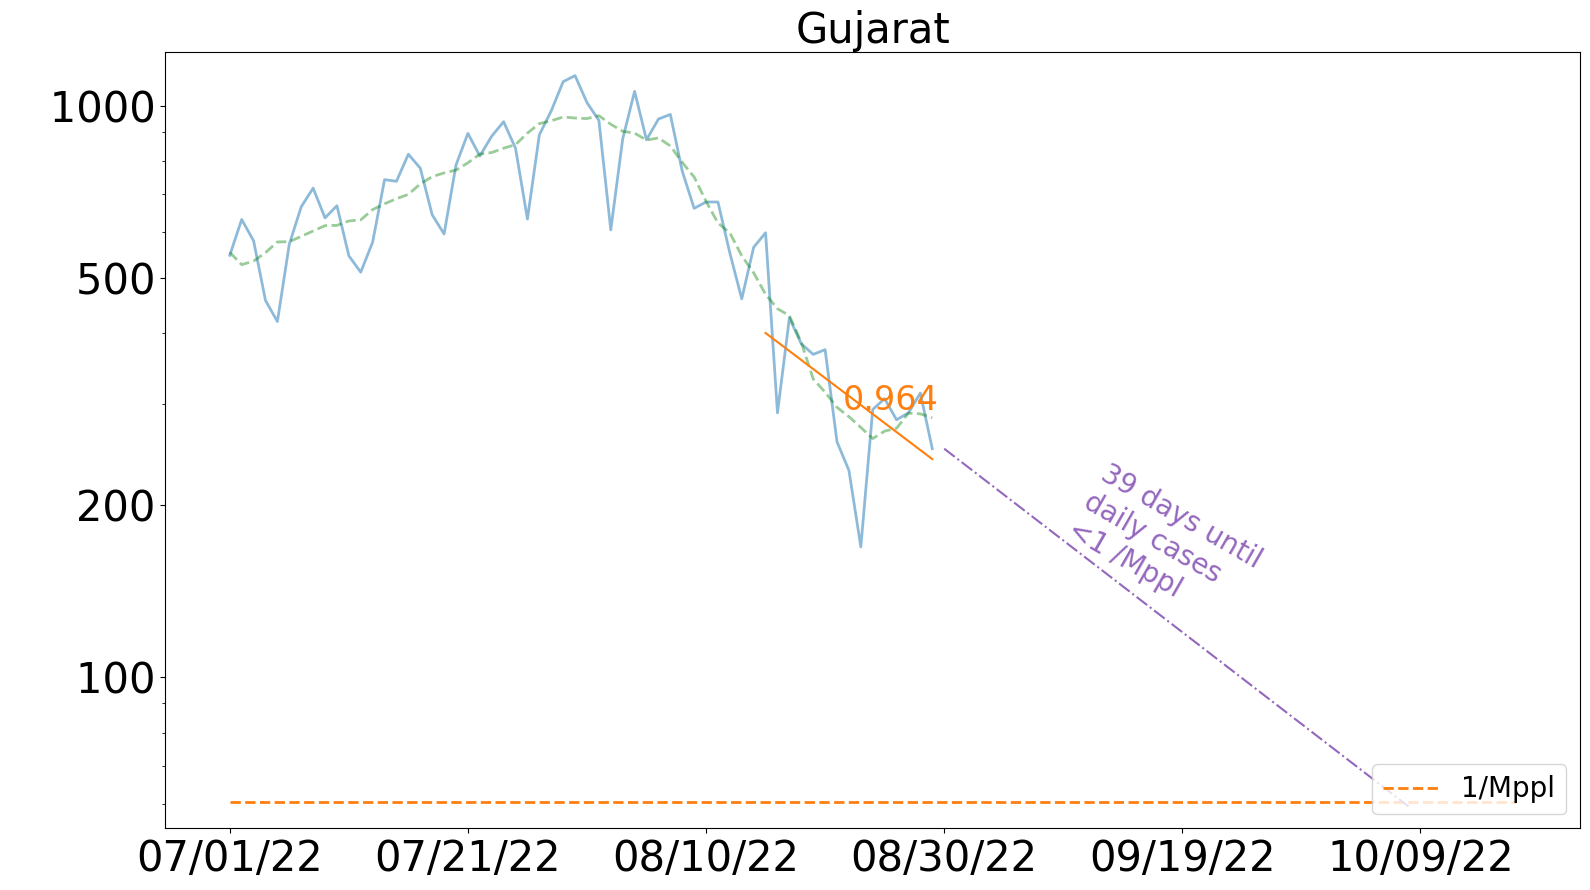 Gujarat
1000
500
200
100
0.964
39 days until
daily cases
<1 /Mppl
1/Mppl
07/01/22
07/21/22
08/10/22
08/30/22
09/19/22
10/09/22